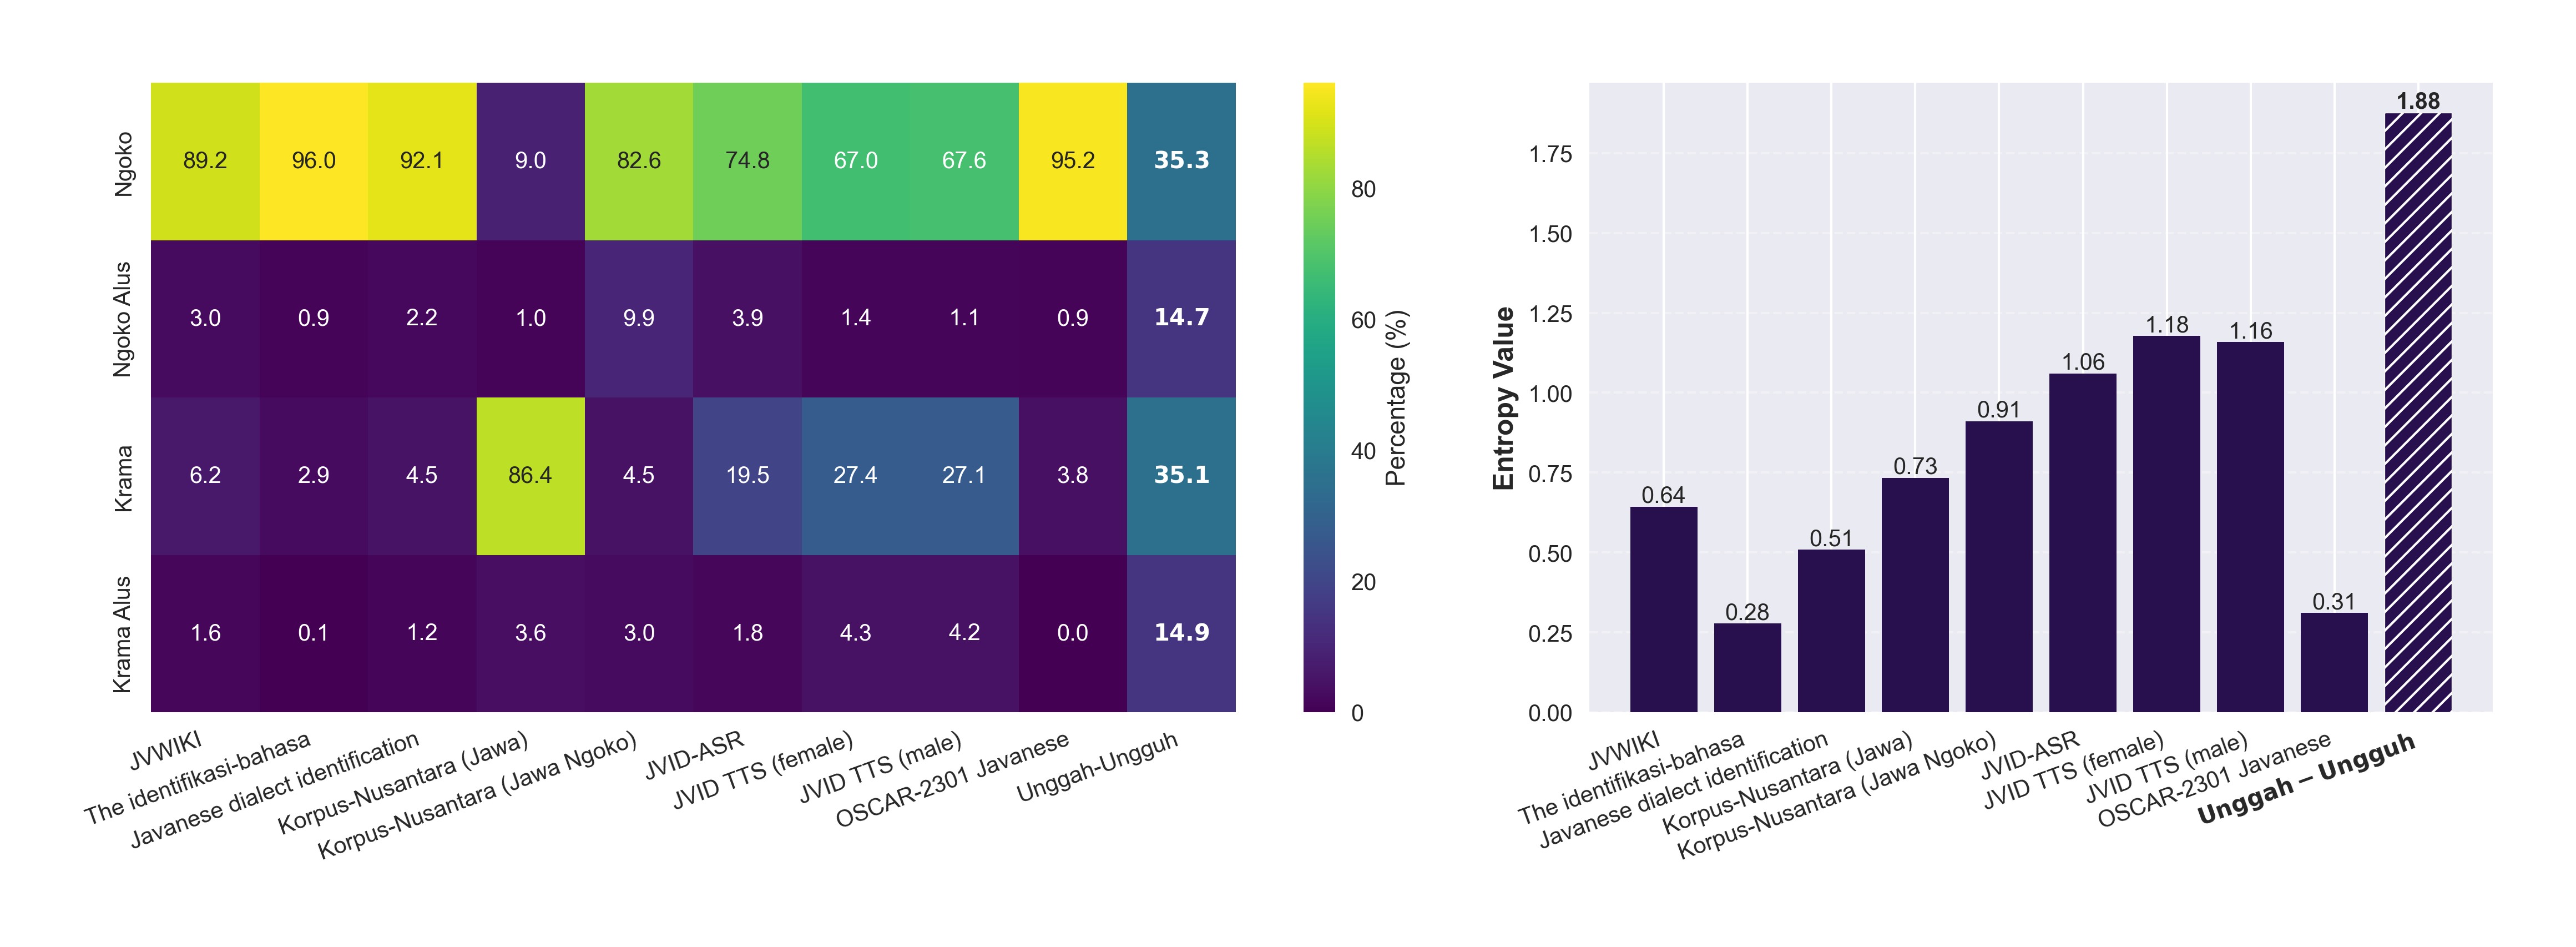 Ngoko
89.2 96.0 92.1 9.0 82.6 74.8 67.0 67.6 95.2 35.3
Ngoko Alus
3.0 0.9 2.2 1.0 9.9 3.9 1.4 1.1 0.9 14.7
Krama
6.2 2.9 4.5 86.4 4.5 19.5 27.4 27.1 3.8 35.1
Krama Alus
1.6 0.1 1.2 3.6 3.0 1.8 4.3 4.2 0.0 14.9
JVWIKI
The identifikasi-bahasa
Javanese dialect identification
Korpus-Nusantara (Jawa)
Korpus-Nusantara (Jawa Ngoko)
JVID-ASR
JVID TTS (female)
JVID TTS (male)
OSCAR-2301 Javanese
Unggah-Ungguh
80
60
40
20
0
Percentage (%)
Entropy Value
1.75
1.50
1.25
1.00
0.75
0.50
0.25
0.00
0.64
0.28
0.51
0.73
0.91
1.06
1.18
1.16
0.31
1.88
JVWIKI
The identifikasi-bahasa
Javanese dialect identification
Korpus-Nusantara (Jawa)
Korpus-Nusantara (Jawa Ngoko)
JVID-ASR
JVID TTS (female)
JVID TTS (male)
OSCAR-2301 Javanese
Unggah – Ungguh